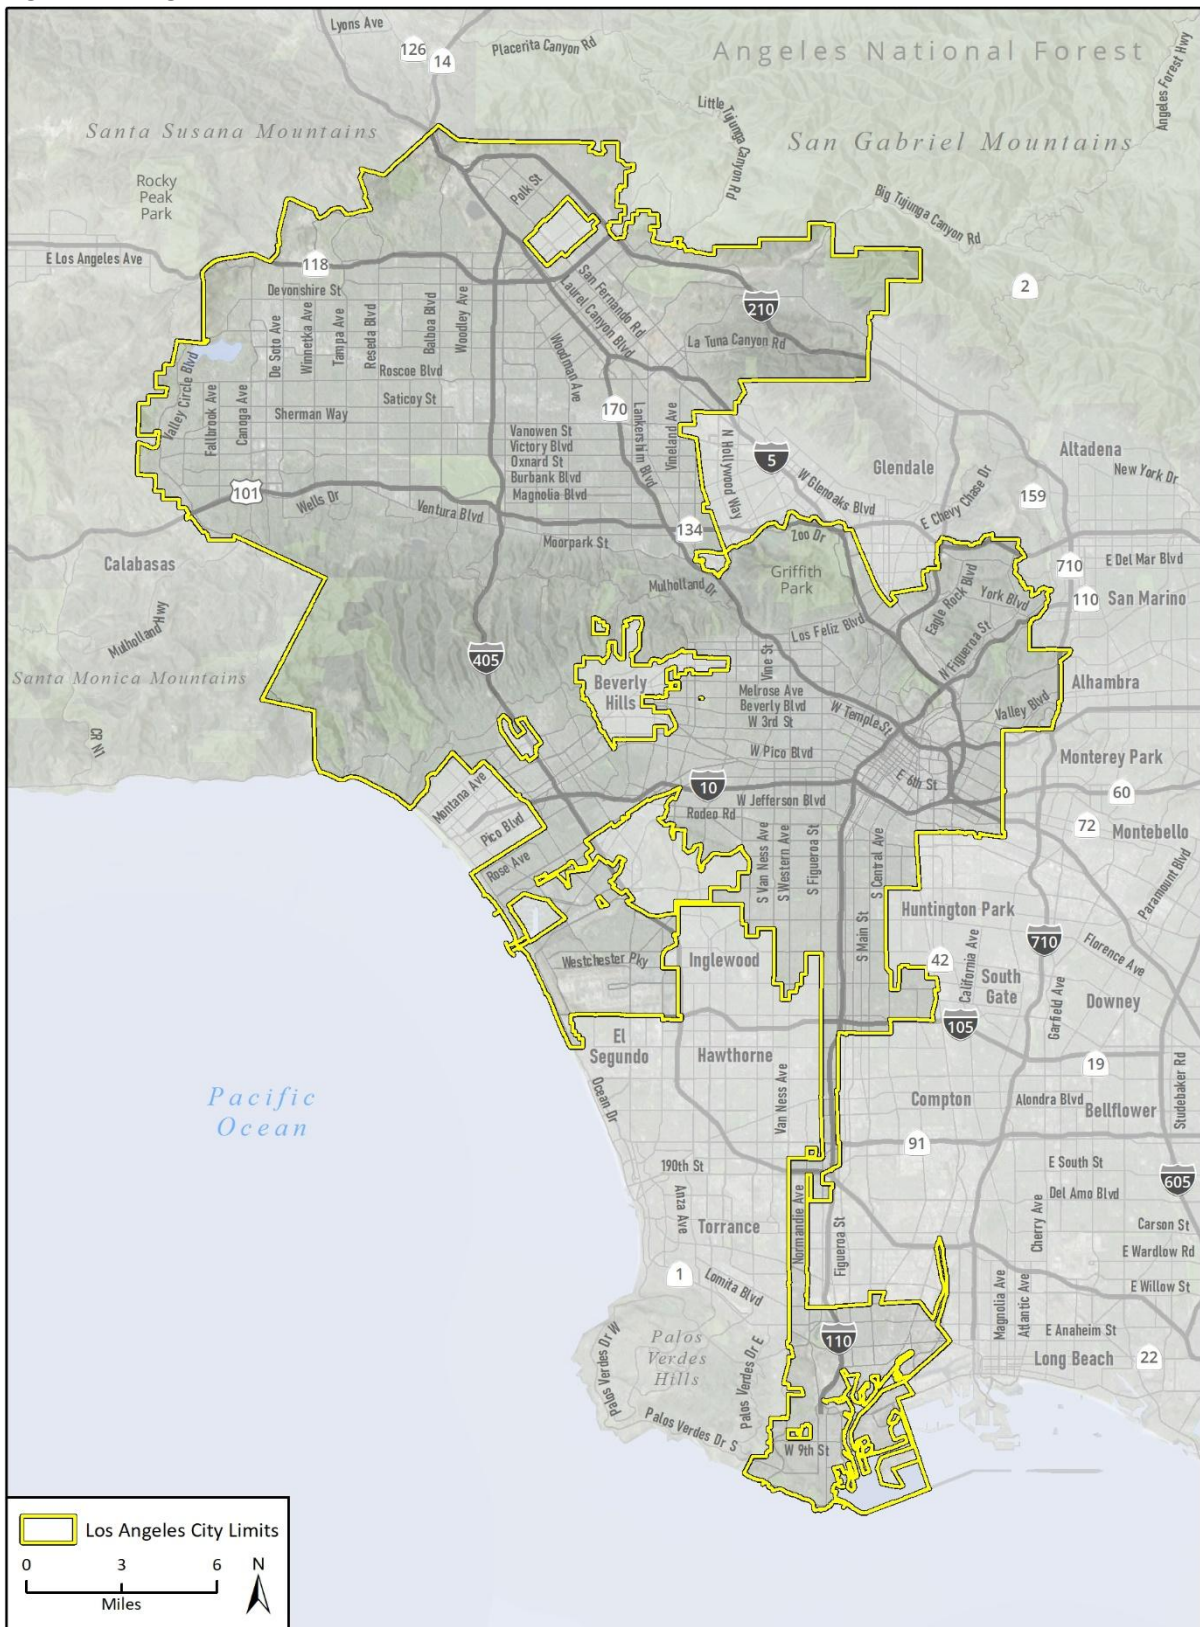 Lyons Ave
126
14
Placerita Canyon Rd
Angeles National Forest
Angeles Forest Hwy
Santa Susana Mountains
Little Tujunga Canyon Rd
San Gabriel Mountains
Rocky
Peak
Park
Polk St
Big Tujunga Canyon Rd
E Los Angeles Ave
118
Devonshire St
2
San Fernando Rd
Laurel Canyon Blvd
210
De Soto Ave
Winnetka Ave
Tampa Ave
Reseda Blvd
Balboa Blvd
Woodley Ave
Woodman Ave
La Tuna Canyon Rd
Valley Circle Blvd
Roscoe Blvd
Fallbrook Ave
Canoga Ave
Saticoy St
Sherman Way
170
Lankershim Blvd
Vineland Ave
N Hollywood Way
Vanowen St
Victory Blvd
Oxnard St
Burbank Blvd
Magnolia Blvd
5
Glendale
Altadena
New York Dr
W Glenoaks Blvd
E Chevy Chase Dr
159
101
Wells Dr
Ventura Blvd
134
Zoo Dr
Moorpark St
Calabasas
710
E Del Mar Blvd
Mulholland Dr
Griffith
Park
Eagle Rock Blvd
York Blvd
110
San Marino
Mulholland Hwy
Los Feliz Blvd
N Figueroa St
405
Vine St
Santa Monica Mountains
Beverly
Hills
Melrose Ave
Beverly Blvd
W 3rd St
W Temple St
Alhambra
Valley Blvd
CR N1
W Pico Blvd
Monterey Park
E 6th St
Montana Ave
10
W Jefferson Blvd
60
Rodeo Rd
Pico Blvd
72
Montebello
Rose Ave
S Van Ness Ave
S Western Ave
S Figueroa St
S Central Ave
Paramount Blvd
Huntington Park
S Main St
710
Florence Ave
Westchester Pky
Inglewood
42
California Ave
South
Gate
Garfield Ave
Downey
105
El
Segundo
Hawthorne
19
Studebaker Rd
Ocean Dr
Van Ness Ave
Pacific
Ocean
Compton
Alondra Blvd
Bellflower
91
190th St
E South St
605
Anza Ave
Normandie Ave
Del Amo Blvd
Torrance
Figueroa St
Cherry Ave
Carson St
E Wardlow Rd
1
Lomita Blvd
Magnolia Ave
Atlantic Ave
E Willow St
110
E Anaheim St
Palos Verdes Dr W
Palos
Verdes
Hills
Palos Verdes Dr E
Long Beach
22
Palos Verdes Dr S
W 9th St
Los Angeles City Limits
0
3
6
N
Miles